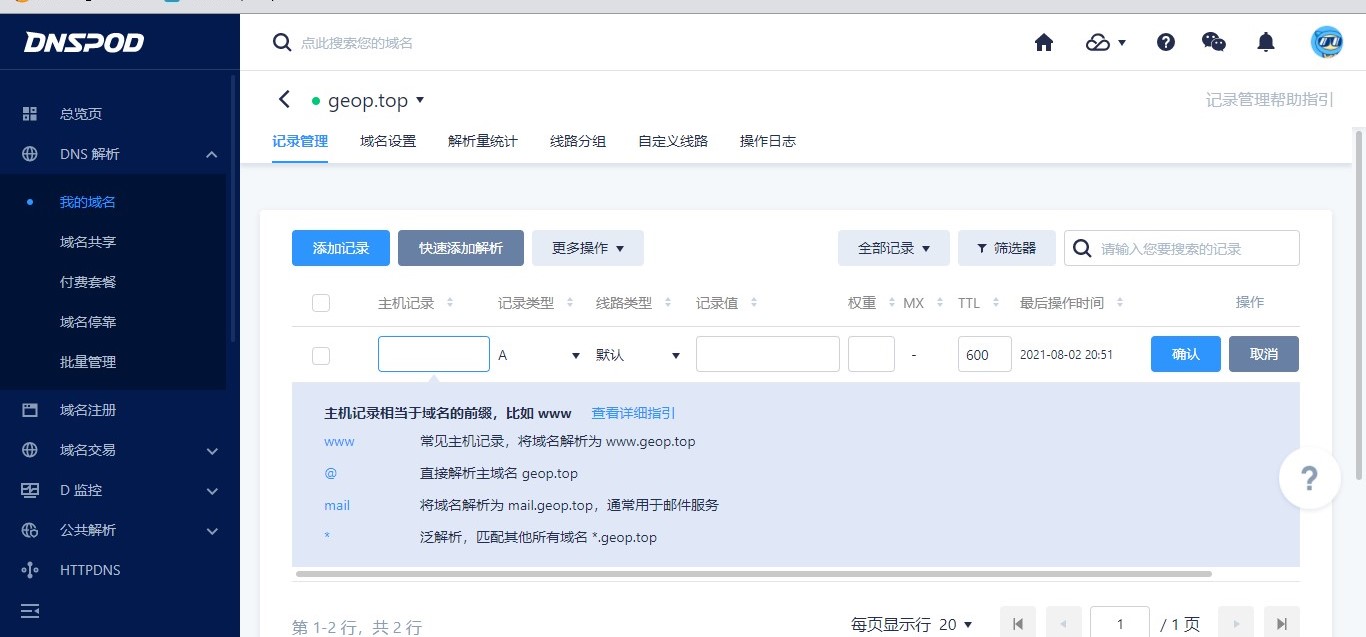 DNSPOD
点此搜索您的域名
geop.top
记录管理帮助指引
记录管理 域名设置 解析量统计 线路分组 自定义线路 操作日志
总览页
DNS 解析
我的域名
域名共享
付费套餐
域名停靠
批量管理
域名注册
域名交易
D 监控
公共解析
HTTPDNS
添加记录 快速添加解析 更多操作 全部记录 筛选器 请输入您要搜索的记录
主机记录 记录类型 线路类型 记录值 权重 MX TTL 最后操作时间 操作
A 默认 - 600 2021-08-02 20:51 确认 取消
主机记录相当于域名的前缀，比如 www 查看详细指引
www 常见主机记录，将域名解析为 www.geop.top
@ 直接解析主域名 geop.top
mail 将域名解析为 mail.geop.top，通常用于邮件服务
* 泛解析，匹配其他所有域名 *.geop.top
?
第 1-2 行，共 2 行 每页显示行 20 1 / 1 页